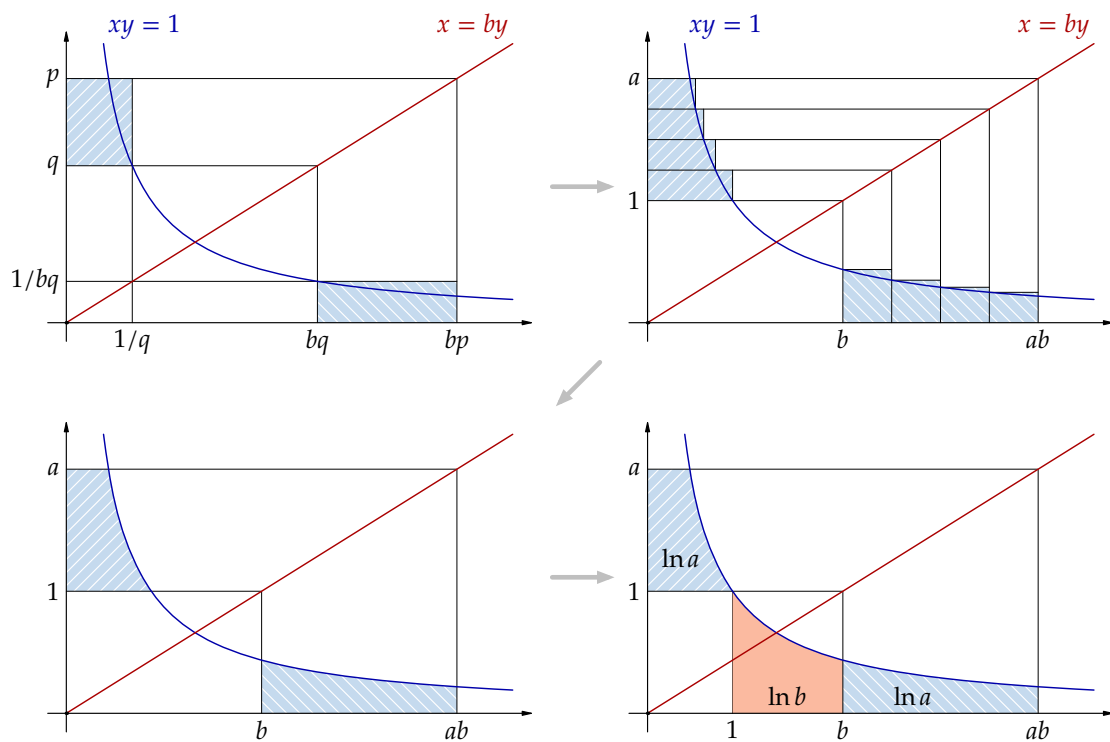 xy = 1
x = by
p
q
1/bq
1/q
bq
bp
xy = 1
x = by
a
1
b
ab
a
1
b
ab
a
ln a
1
ln b
ln a
1
b
ab